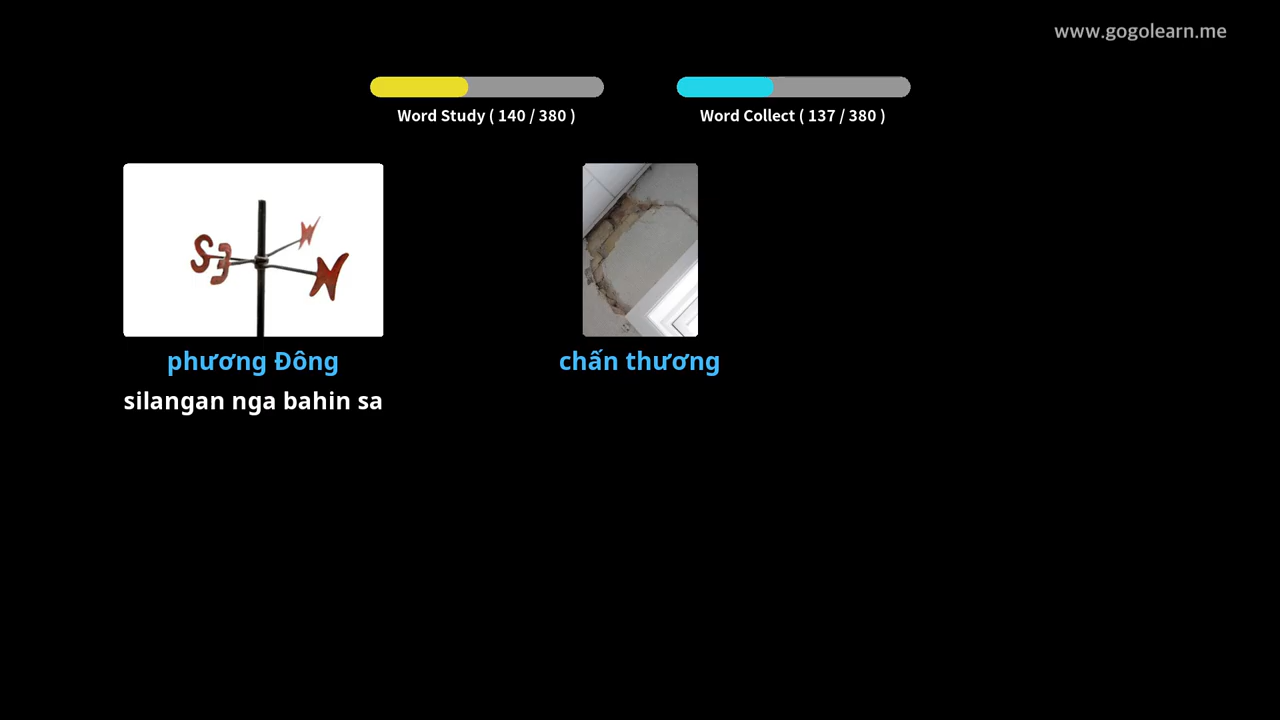 www.gogolearn.me
Word Study ( 140 / 380 )
Word Collect ( 137 / 380 )
S E N W
phương Đông
chấn thương
silangan nga bahin sa